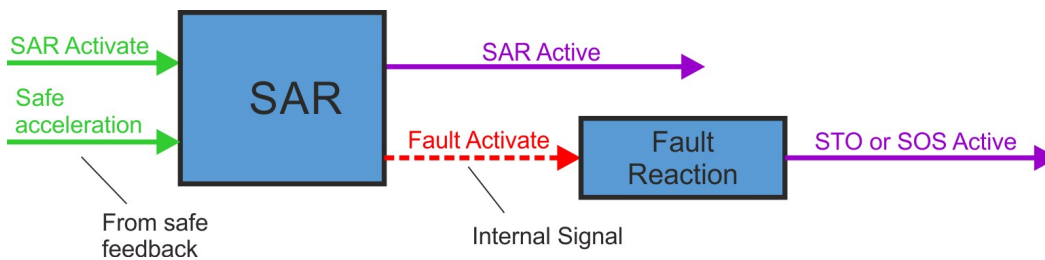 SAR Activate
SAR Active
Safe
acceleration
SAR
Fault Activate
Fault
Reaction
STO or SOS Active
From safe
feedback
Internal Signal